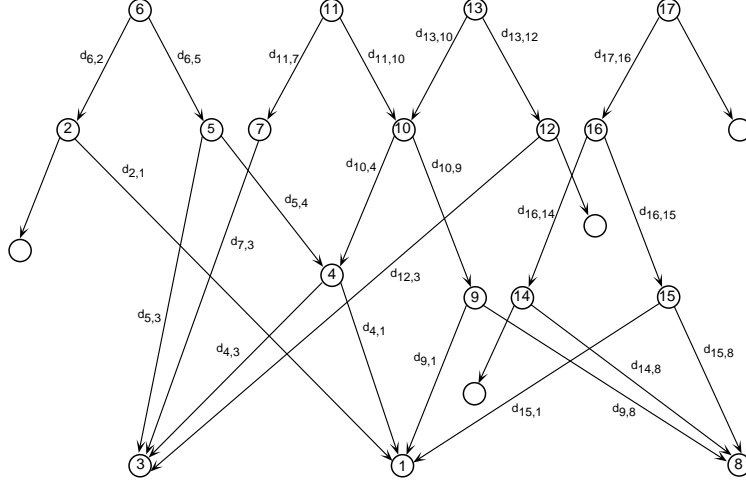 6
11
13
17
d6,2
d6,5
d11,7
d11,10
d13,10
d13,12
d17,16
2
5
7
10
12
16
d2,1
d5,4
d10,4
d10,9
d16,14
d16,15
d7,3
d12,3
4
9
14
15
d5,3
d4,3
d4,1
d9,1
d15,1
d14,8
d9,8
d15,8
3
1
8